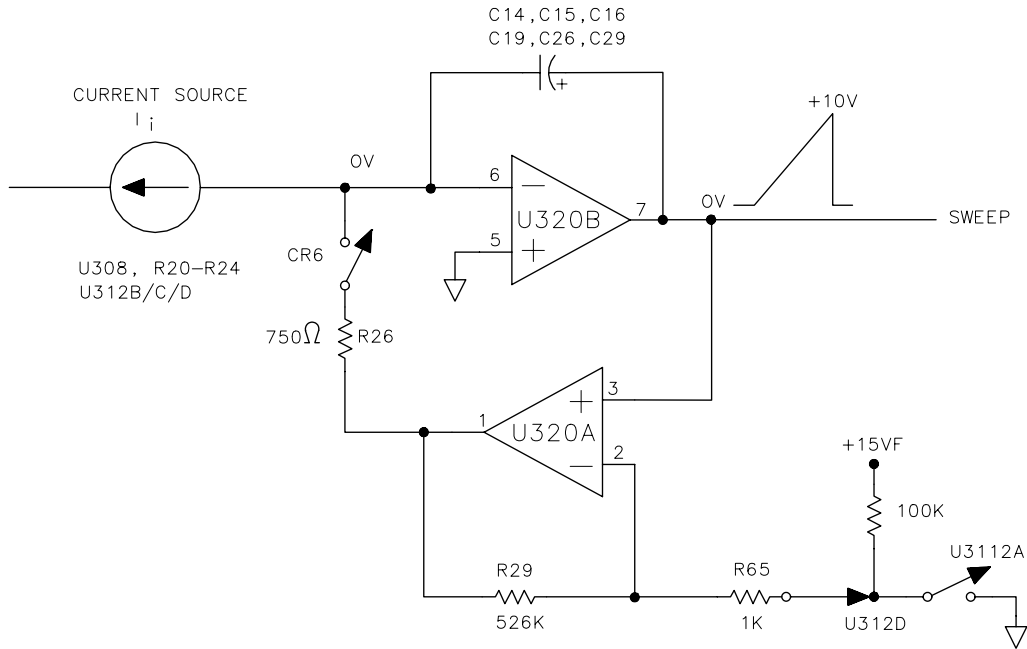 C14,C15,C16
C19,C26,C29
+
CURRENT SOURCE
I i
+10V
0V
6
−
U320B
7
0V
SWEEP
5
+
CR6
U308, R20−R24
U312B/C/D
750Ω
R26
3
+
1
U320A
2
−
+15VF
100K
U3112A
R29
526K
R65
1K
U312D